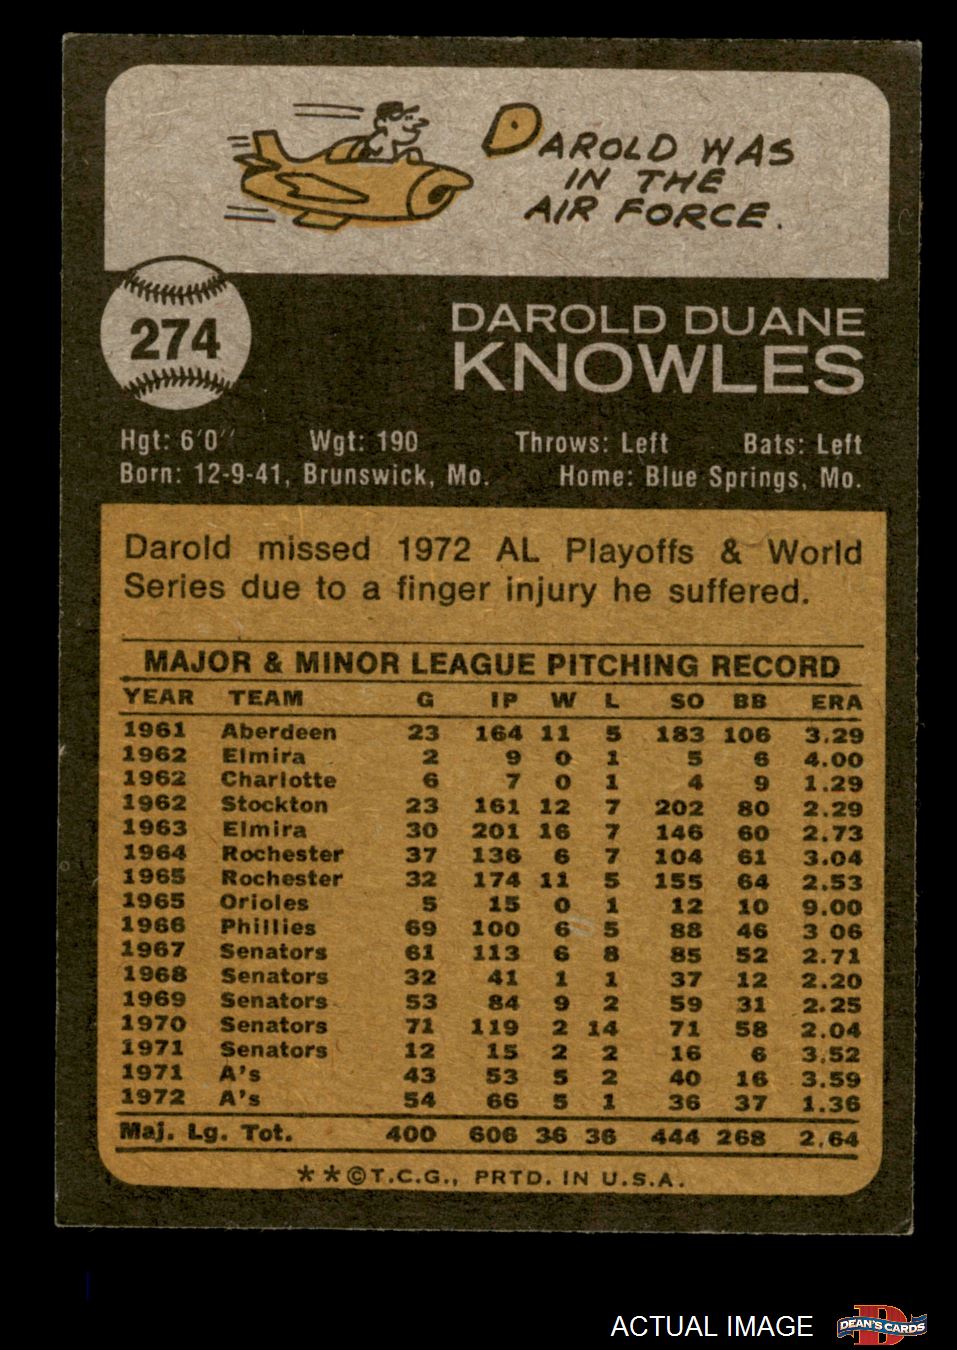 DAROLD WAS
IN THE
AIR FORCE.
274
DAROLD DUANE
KNOWLES
Hgt: 6'0'' Wgt: 190 Throws: Left Bats: Left
Born: 12-9-41, Brunswick, Mo. Home: Blue Springs, Mo.
Darold missed 1972 AL Playoffs & World
Series due to a finger injury he suffered.
MAJOR & MINOR LEAGUE PITCHING RECORD
YEAR TEAM G IP W L SO BB ERA
1961 Aberdeen 23 164 11 5 183 106 3.29
1962 Elmira 2 9 0 1 5 6 4.00
1962 Charlotte 6 7 0 1 4 9 1.29
1962 Stockton 23 161 12 7 202 80 2.29
1963 Elmira 30 201 16 7 146 60 2.73
1964 Rochester 37 136 6 7 104 61 3.04
1965 Rochester 32 174 11 5 155 64 2.53
1965 Orioles 5 15 0 1 12 10 9.00
1966 Phillies 69 100 6 5 88 46 3 06
1967 Senators 61 113 6 8 85 52 2.71
1968 Senators 32 41 1 1 37 12 2.20
1969 Senators 53 84 9 2 59 31 2.25
1970 Senators 71 119 2 14 71 58 2.04
1971 Senators 12 15 2 2 16 6 3.52
1971 A's 43 53 5 2 40 16 3.59
1972 A's 54 66 5 1 36 37 1.36
Maj. Lg. Tot. 400 606 36 36 444 268 2.64
**©T.C.G., PRTD. IN U.S.A.
ACTUAL IMAGE
DEAN'S CARDS